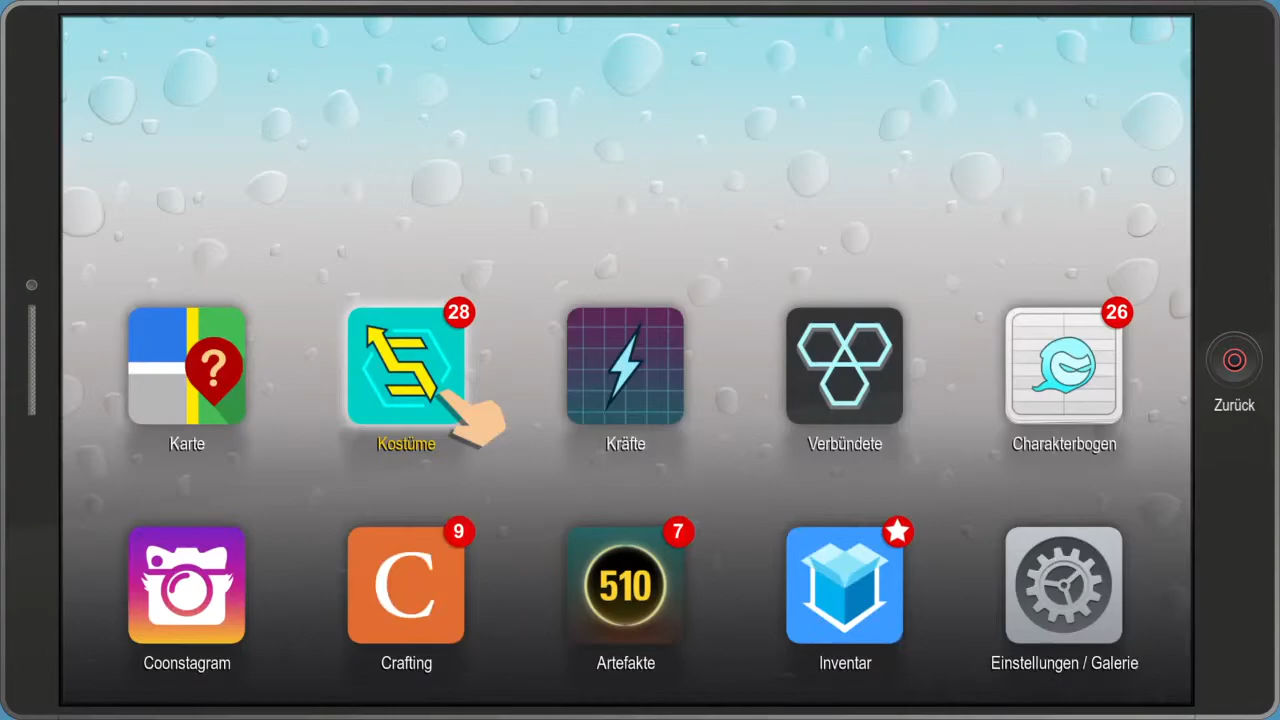 28
26
?
Karte
Kostüme
Kräfte
Verbündete
Charakterbogen
Zurück
9
7
C
510
Coonstagram
Crafting
Artefakte
Inventar
Einstellungen / Galerie